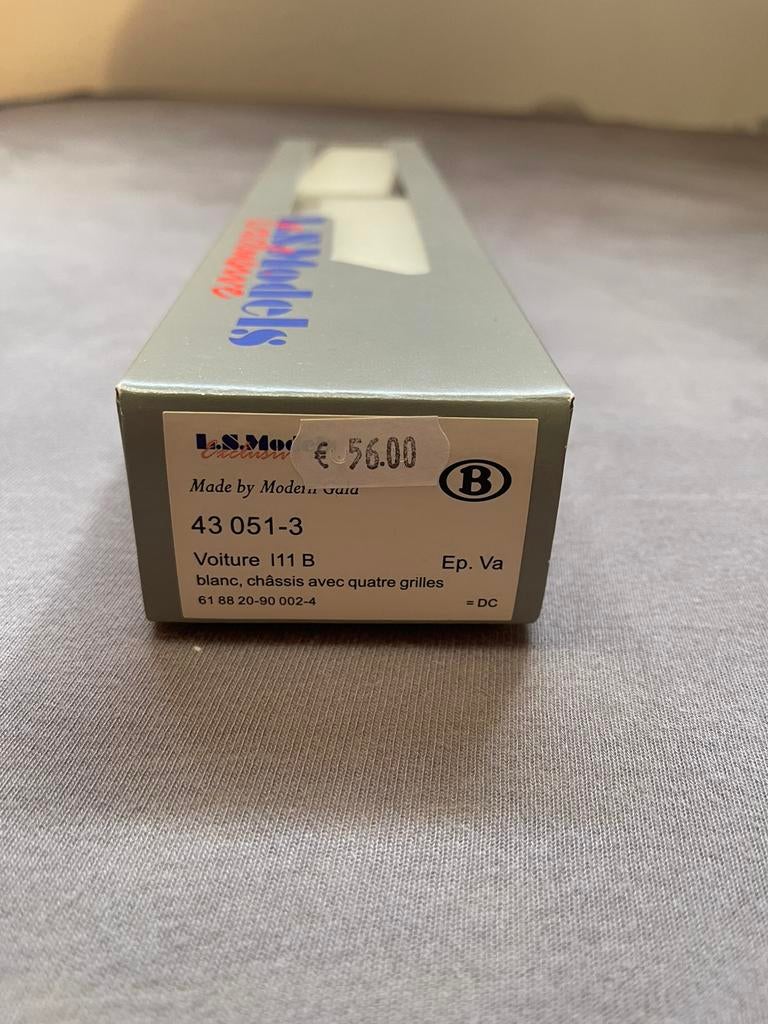 L.S.Models
Exclusive
L.S.Mod
Exclusiv
€ 56.00
B
Made by Modern Gala
43 051-3
Voiture I11 B
Ep. Va
blanc, châssis avec quatre grilles
61 88 20-90 002-4
= DC